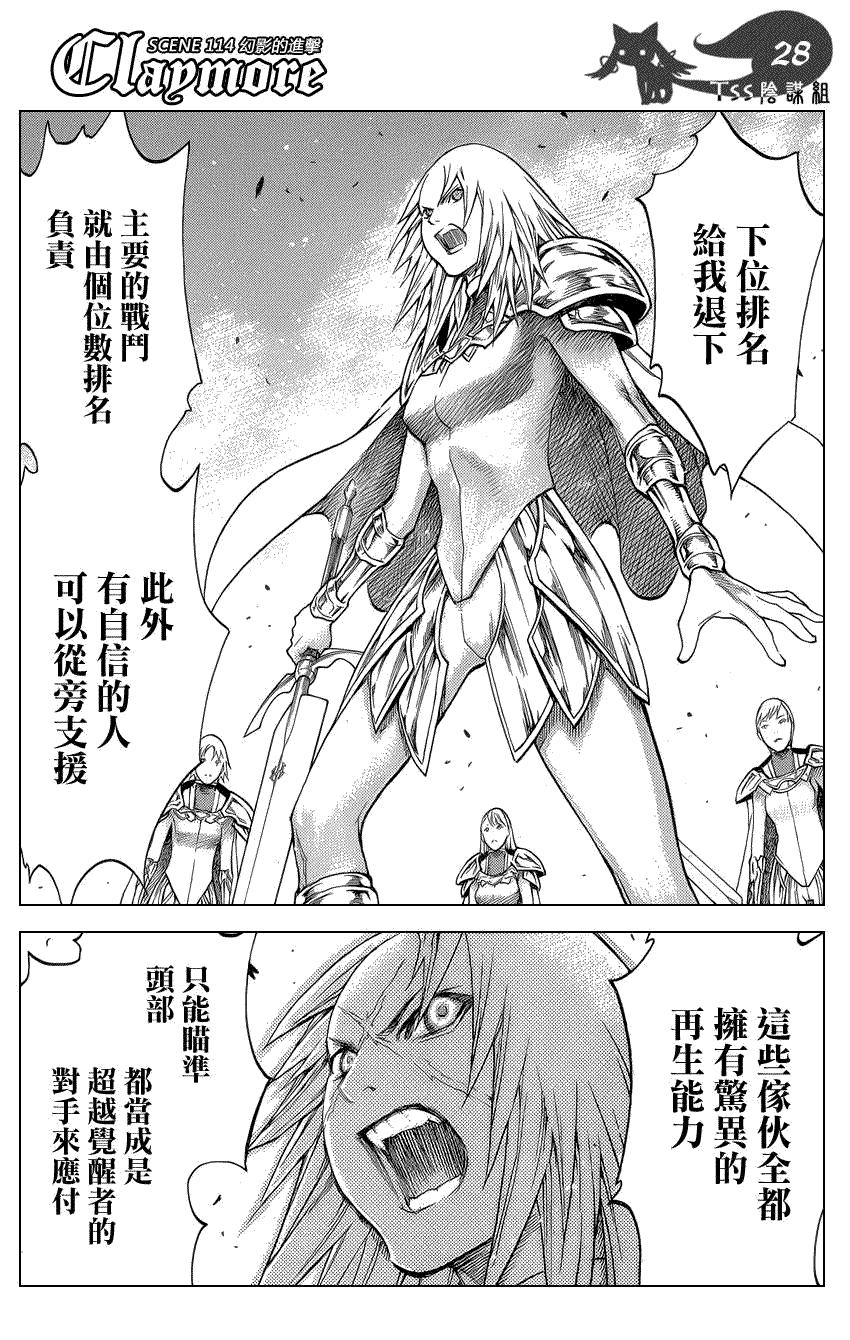 SCENE 114 幻影的進擊
Claymore
28
Tss陰謀組
下位排名
給我退下
主要的戰鬥
就由個位數排名
負責
此外
有自信的人
可以從旁支援
這些傢伙全都
擁有驚異的
再生能力
只能瞄準
頭部
都當成是
超越覺醒者的
對手來應付